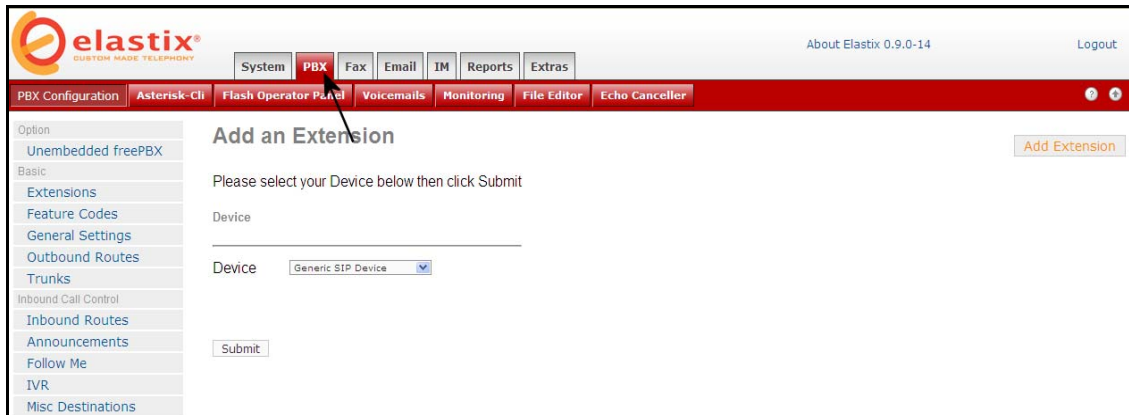 elastix®
CUSTOM MADE TELEPHONY
About Elastix 0.9.0-14
Logout
System PBX Fax Email IM Reports Extras
PBX Configuration Asterisk-Cli Flash Operator Panel Voicemails Monitoring File Editor Echo Canceller
Option
Unembedded freePBX
Basic
Extensions
Feature Codes
General Settings
Outbound Routes
Trunks
Inbound Call Control
Inbound Routes
Announcements
Follow Me
IVR
Misc Destinations
Add an Extension
Add Extension
Please select your Device below then click Submit
Device
Device Generic SIP Device
Submit